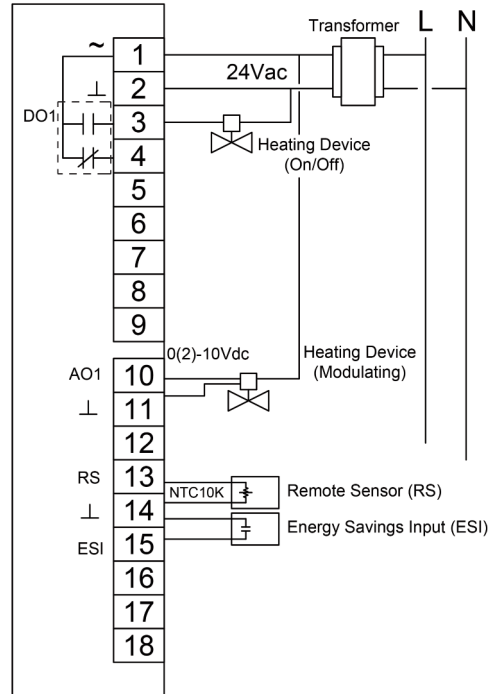 Transformer
L N
~
1
24Vac
⊥
2
DO1
3
Heating Device
(On/Off)
4
5
6
7
8
9
0(2)-10Vdc
Heating Device
(Modulating)
AO1
10
⊥
11
12
RS
13
NTC10K
Remote Sensor (RS)
⊥
14
Energy Savings Input (ESI)
ESI
15
16
17
18